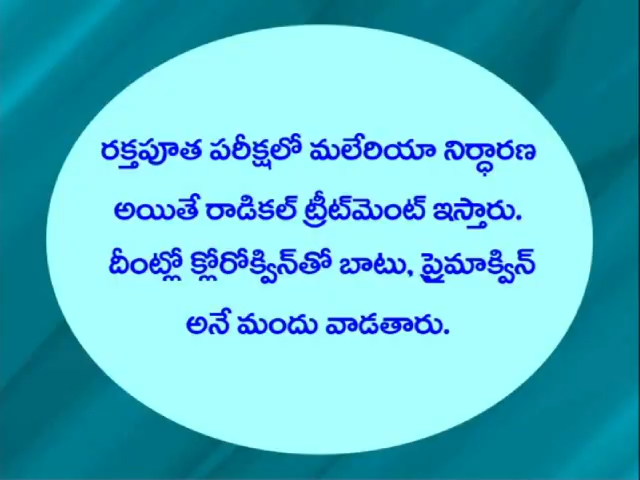 రక్తపూత పరీక్షలో మలేరియా నిర్ధారణ
అయితే రాడికల్ ట్రీట్‌మెంట్ ఇస్తారు.
దీంట్లో క్లోరోక్విన్‌తో బాటు, ప్రైమాక్విన్
అనే మందు వాడతారు.